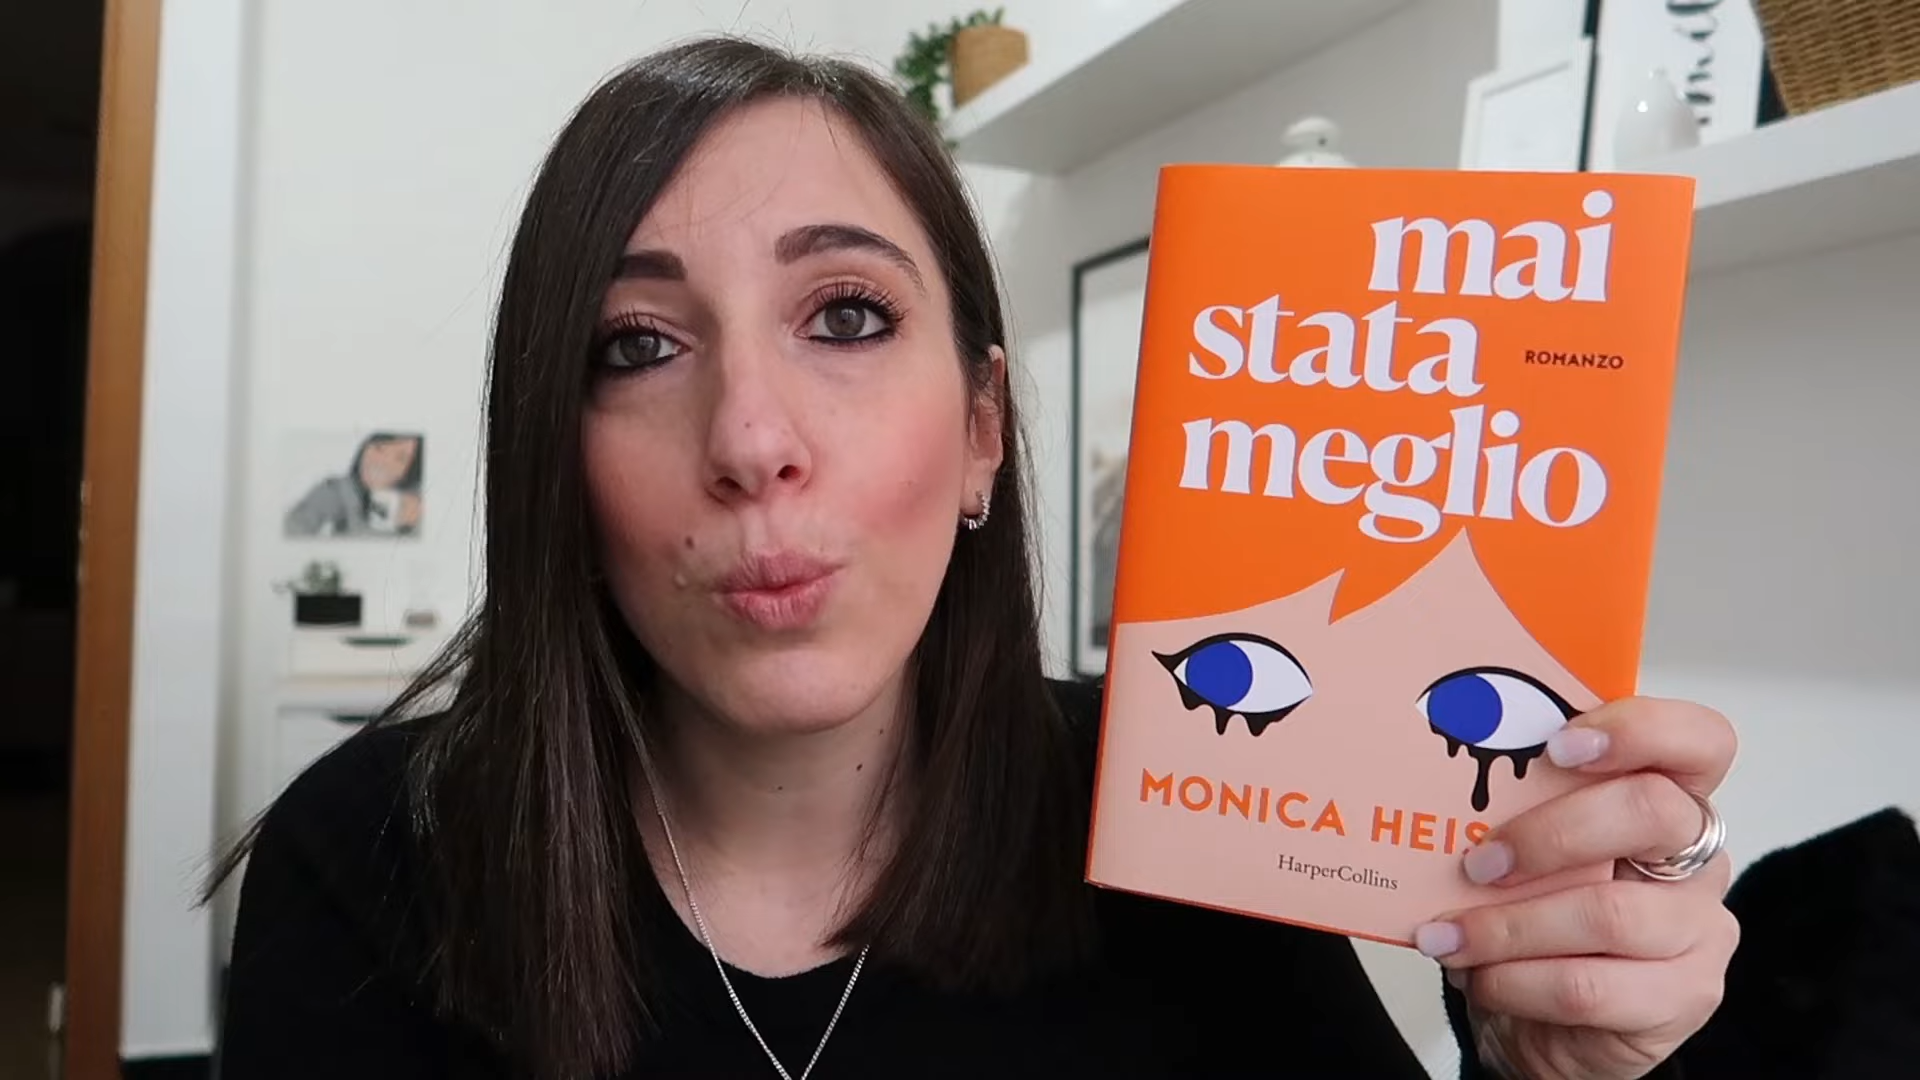 mai
stata
ROMANZO
meglio
MONICA HEIS
HarperCollins